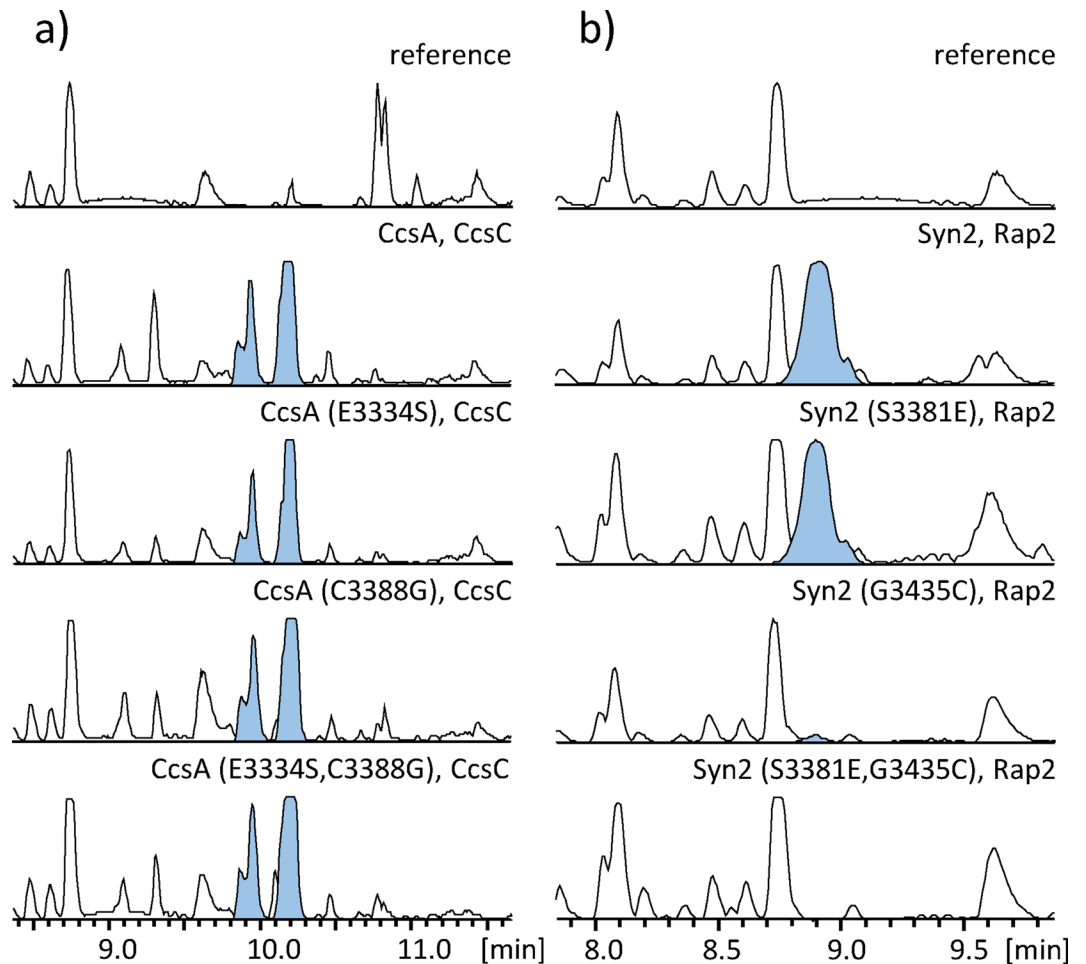 a)
reference
CcsA, CcsC
CcsA (E3334S), CcsC
CcsA (C3388G), CcsC
CcsA (E3334S,C3388G), CcsC
9.0 10.0 11.0 [min]
b)
reference
Syn2, Rap2
Syn2 (S3381E), Rap2
Syn2 (G3435C), Rap2
Syn2 (S3381E,G3435C), Rap2
8.0 8.5 9.0 9.5 [min]